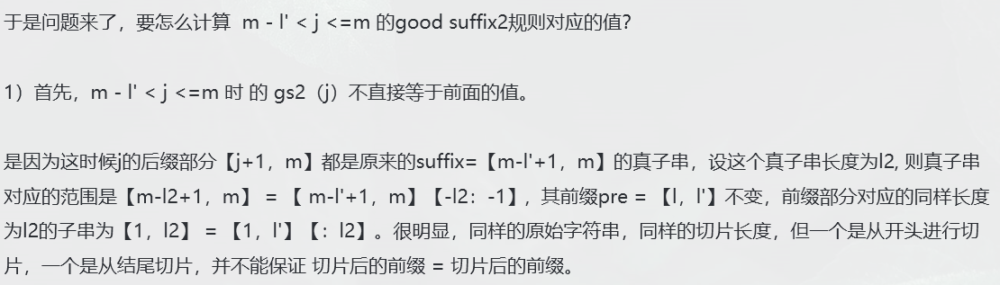 于是问题来了，要怎么计算 m - l' < j <=m 的good suffix2规则对应的值？
1）首先，m - l' < j <=m 时 的 gs2（j）不直接等于前面的值。
是因为这时候j的后缀部分【j+1，m】都是原来的suffix=【m-l'+1，m】的真子串，设这个真子串长度为l2, 则真子串
对应的范围是【m-l2+1，m】 = 【 m-l'+1，m】【-l2：-1】，其前缀pre = 【l，l'】不变，前缀部分对应的同样长度
为l2的子串为【1，l2】 = 【1，l'】【：l2】。很明显，同样的原始字符串，同样的切片长度，但一个是从开头进行切
片，一个是从结尾切片，并不能保证 切片后的前缀 = 切片后的前缀。